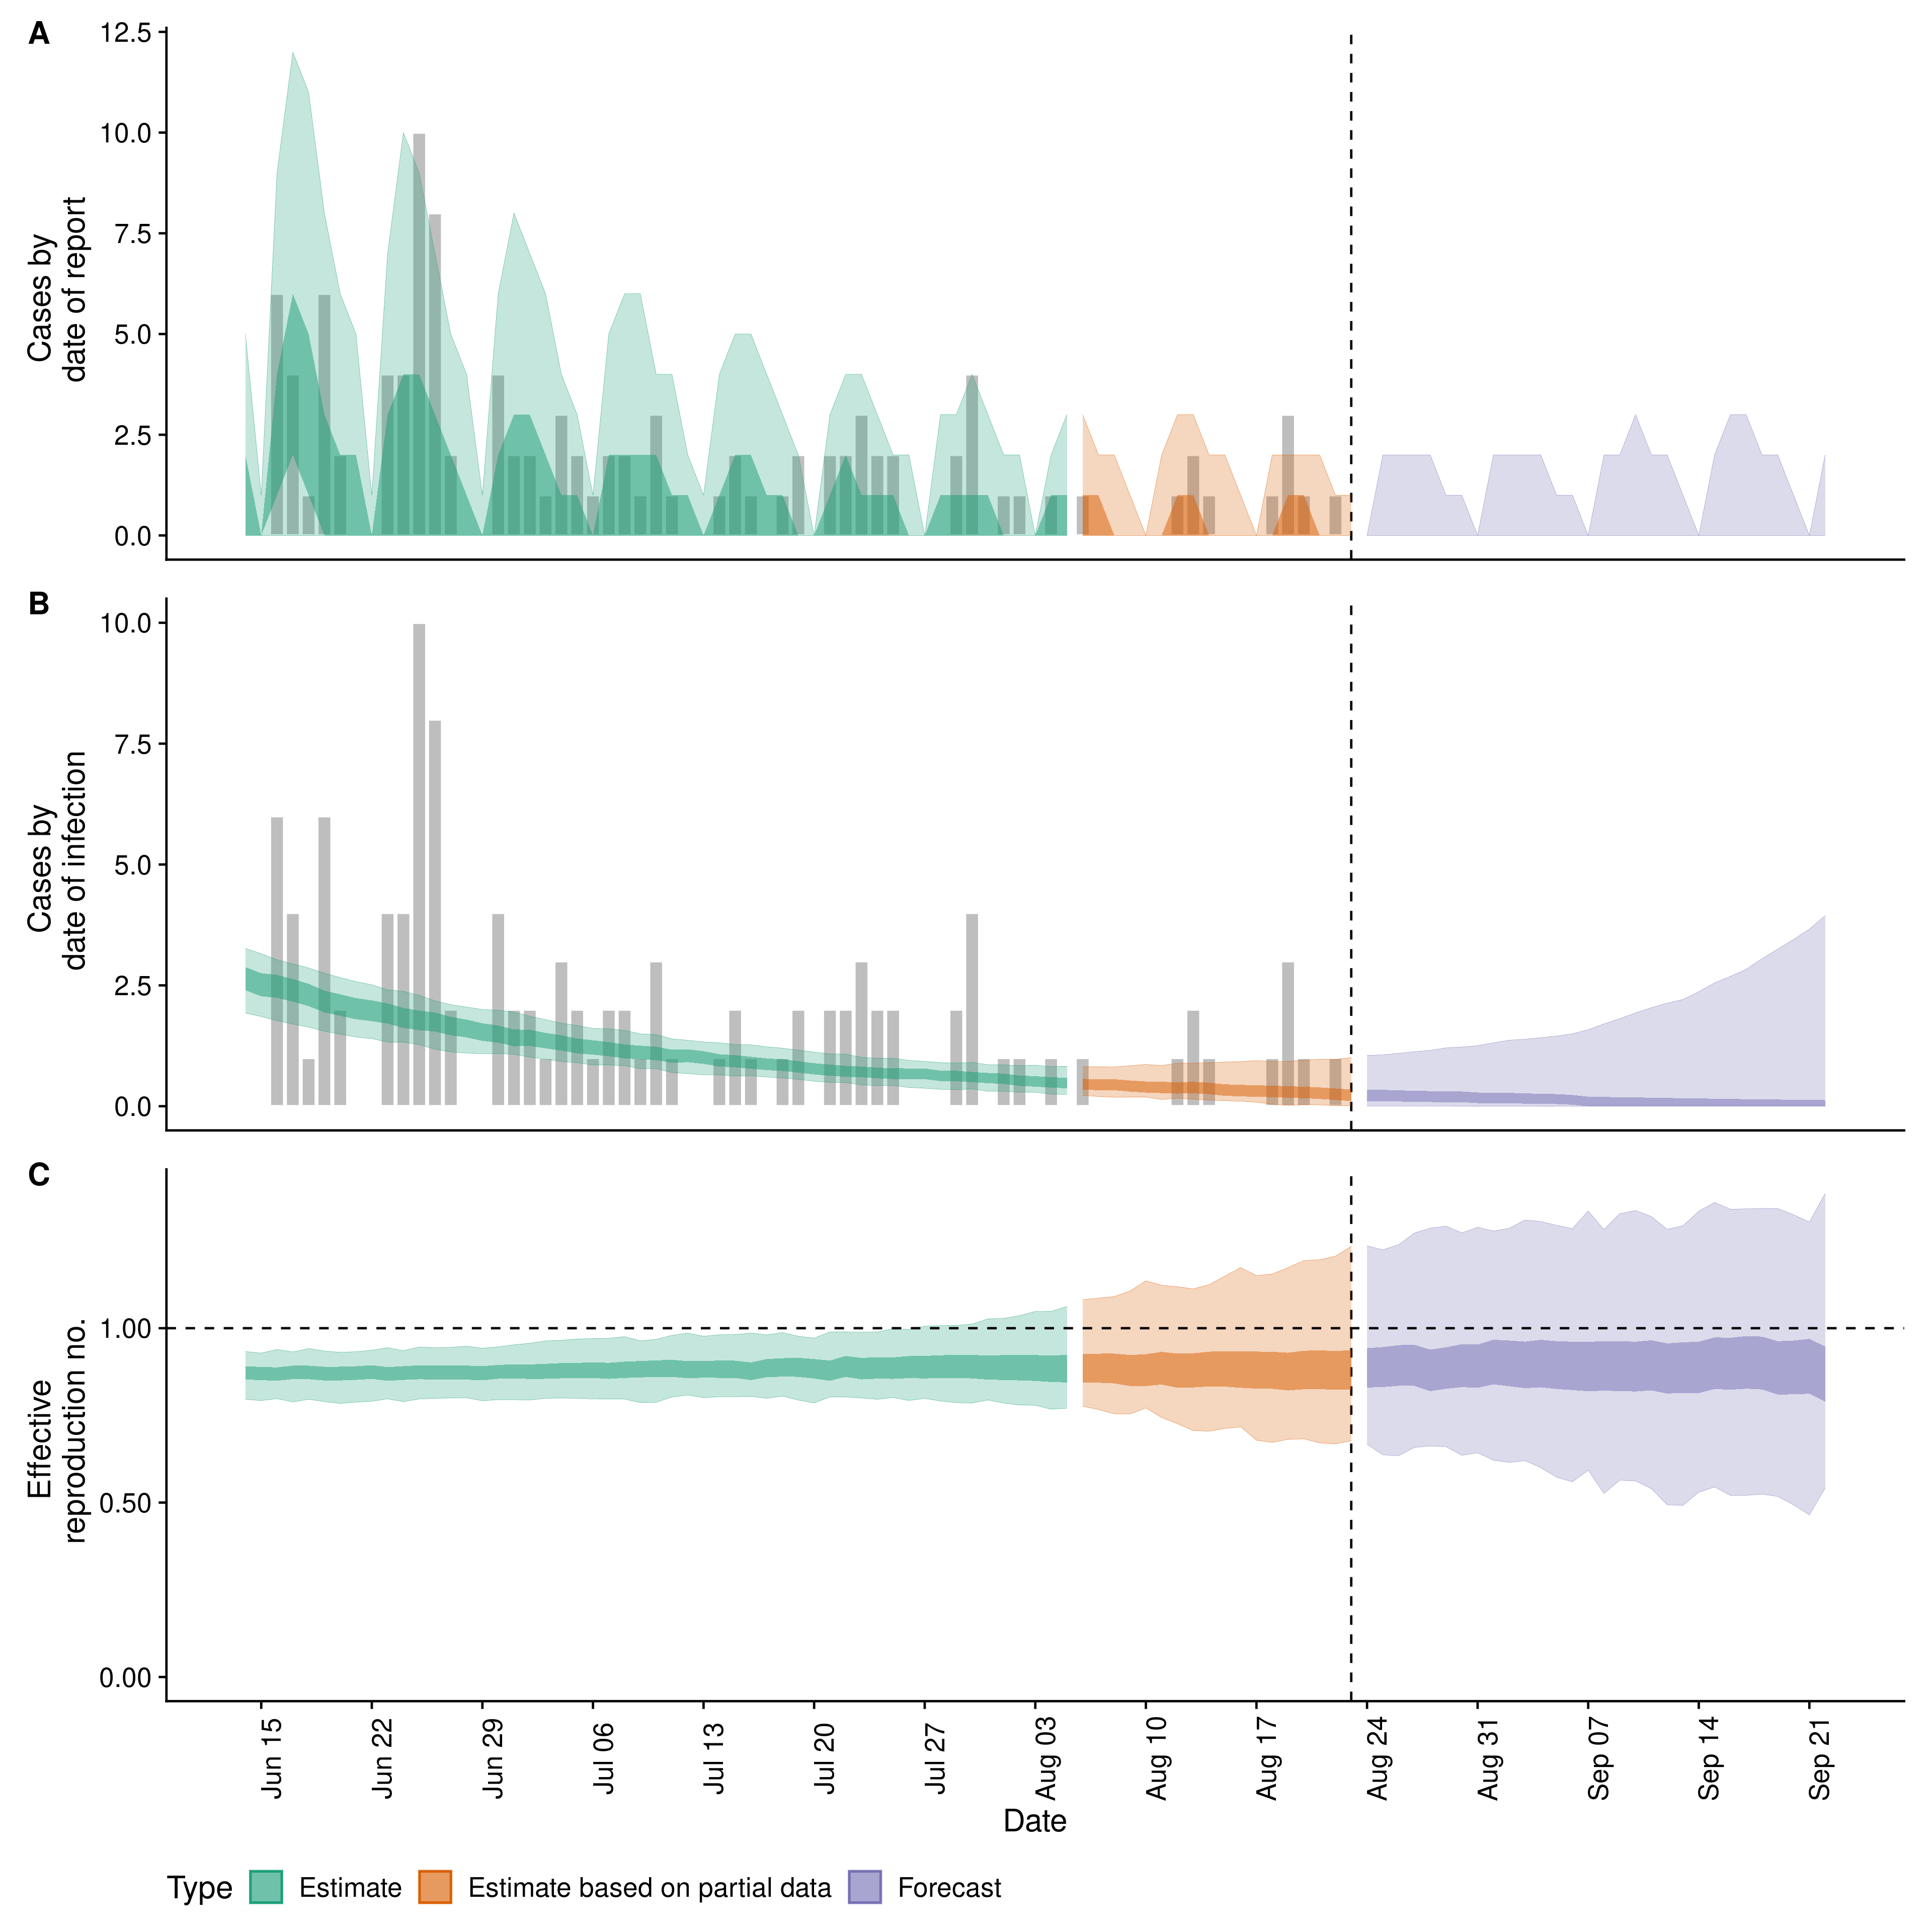 A
12.5
10.0
7.5
5.0
2.5
0.0
Cases by
date of report
B
10.0
7.5
5.0
2.5
0.0
Cases by
date of infection
C
1.00
0.50
0.00
Effective
reproduction no.
Jun 15
Jun 22
Jun 29
Jul 06
Jul 13
Jul 20
Jul 27
Aug 03
Aug 10
Aug 17
Aug 24
Aug 31
Sep 07
Sep 14
Sep 21
Date
Type Estimate Estimate based on partial data Forecast